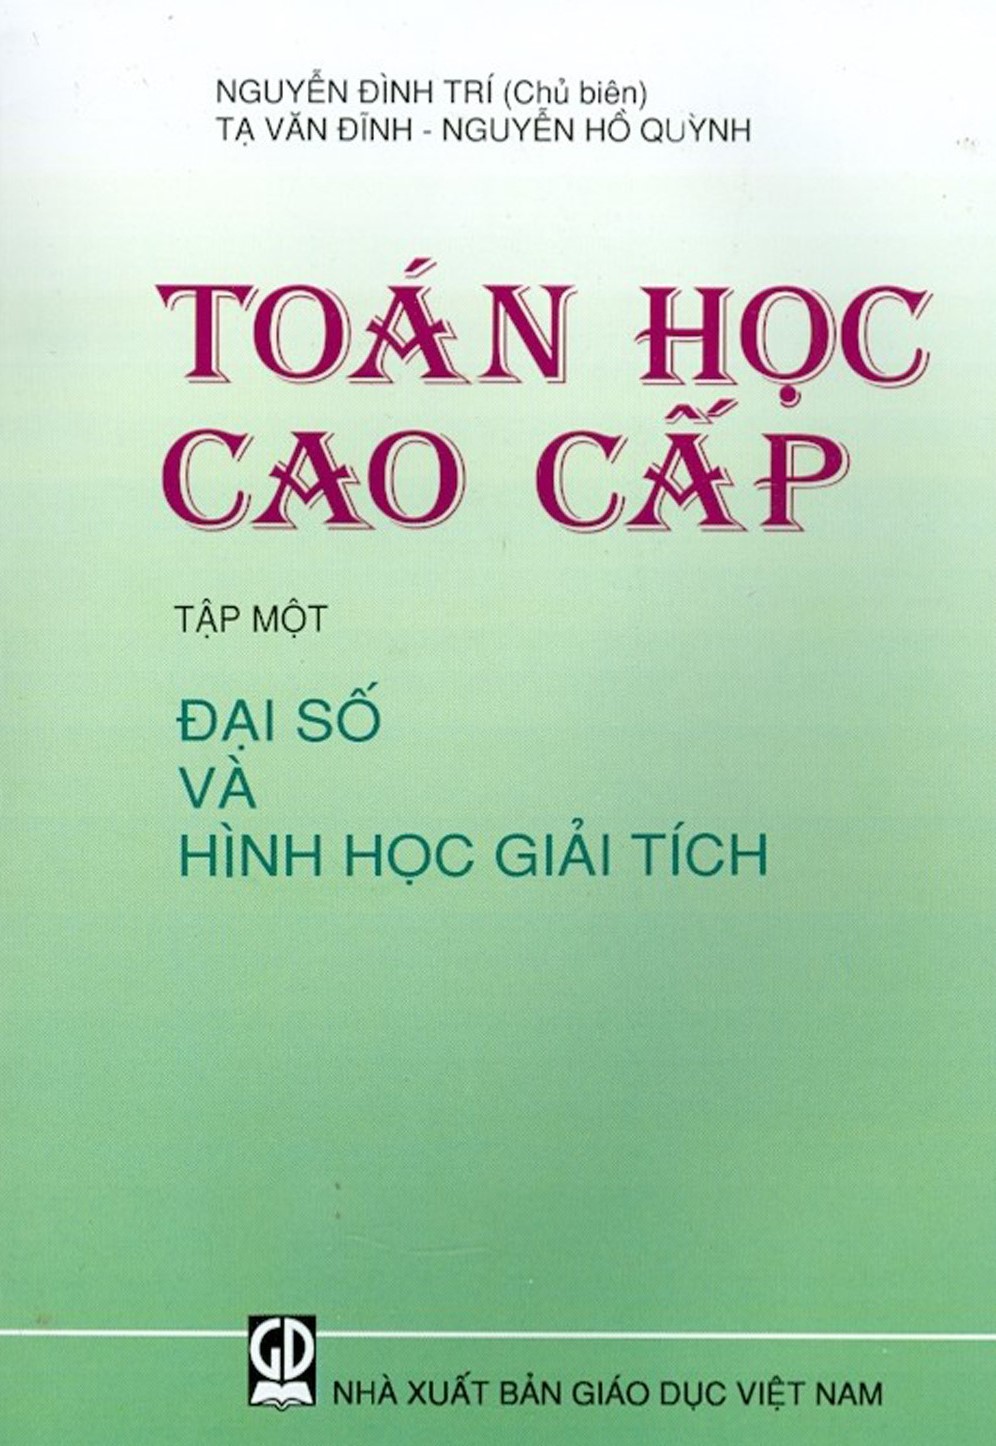 NGUYỄN ĐÌNH TRÍ (Chủ biên)
TẠ VĂN ĐĨNH - NGUYỄN HỒ QUỲNH
TOÁN HỌC
CAO CẤP
TẬP MỘT
ĐẠI SỐ
VÀ
HÌNH HỌC GIẢI TÍCH
GD
NHÀ XUẤT BẢN GIÁO DỤC VIỆT NAM